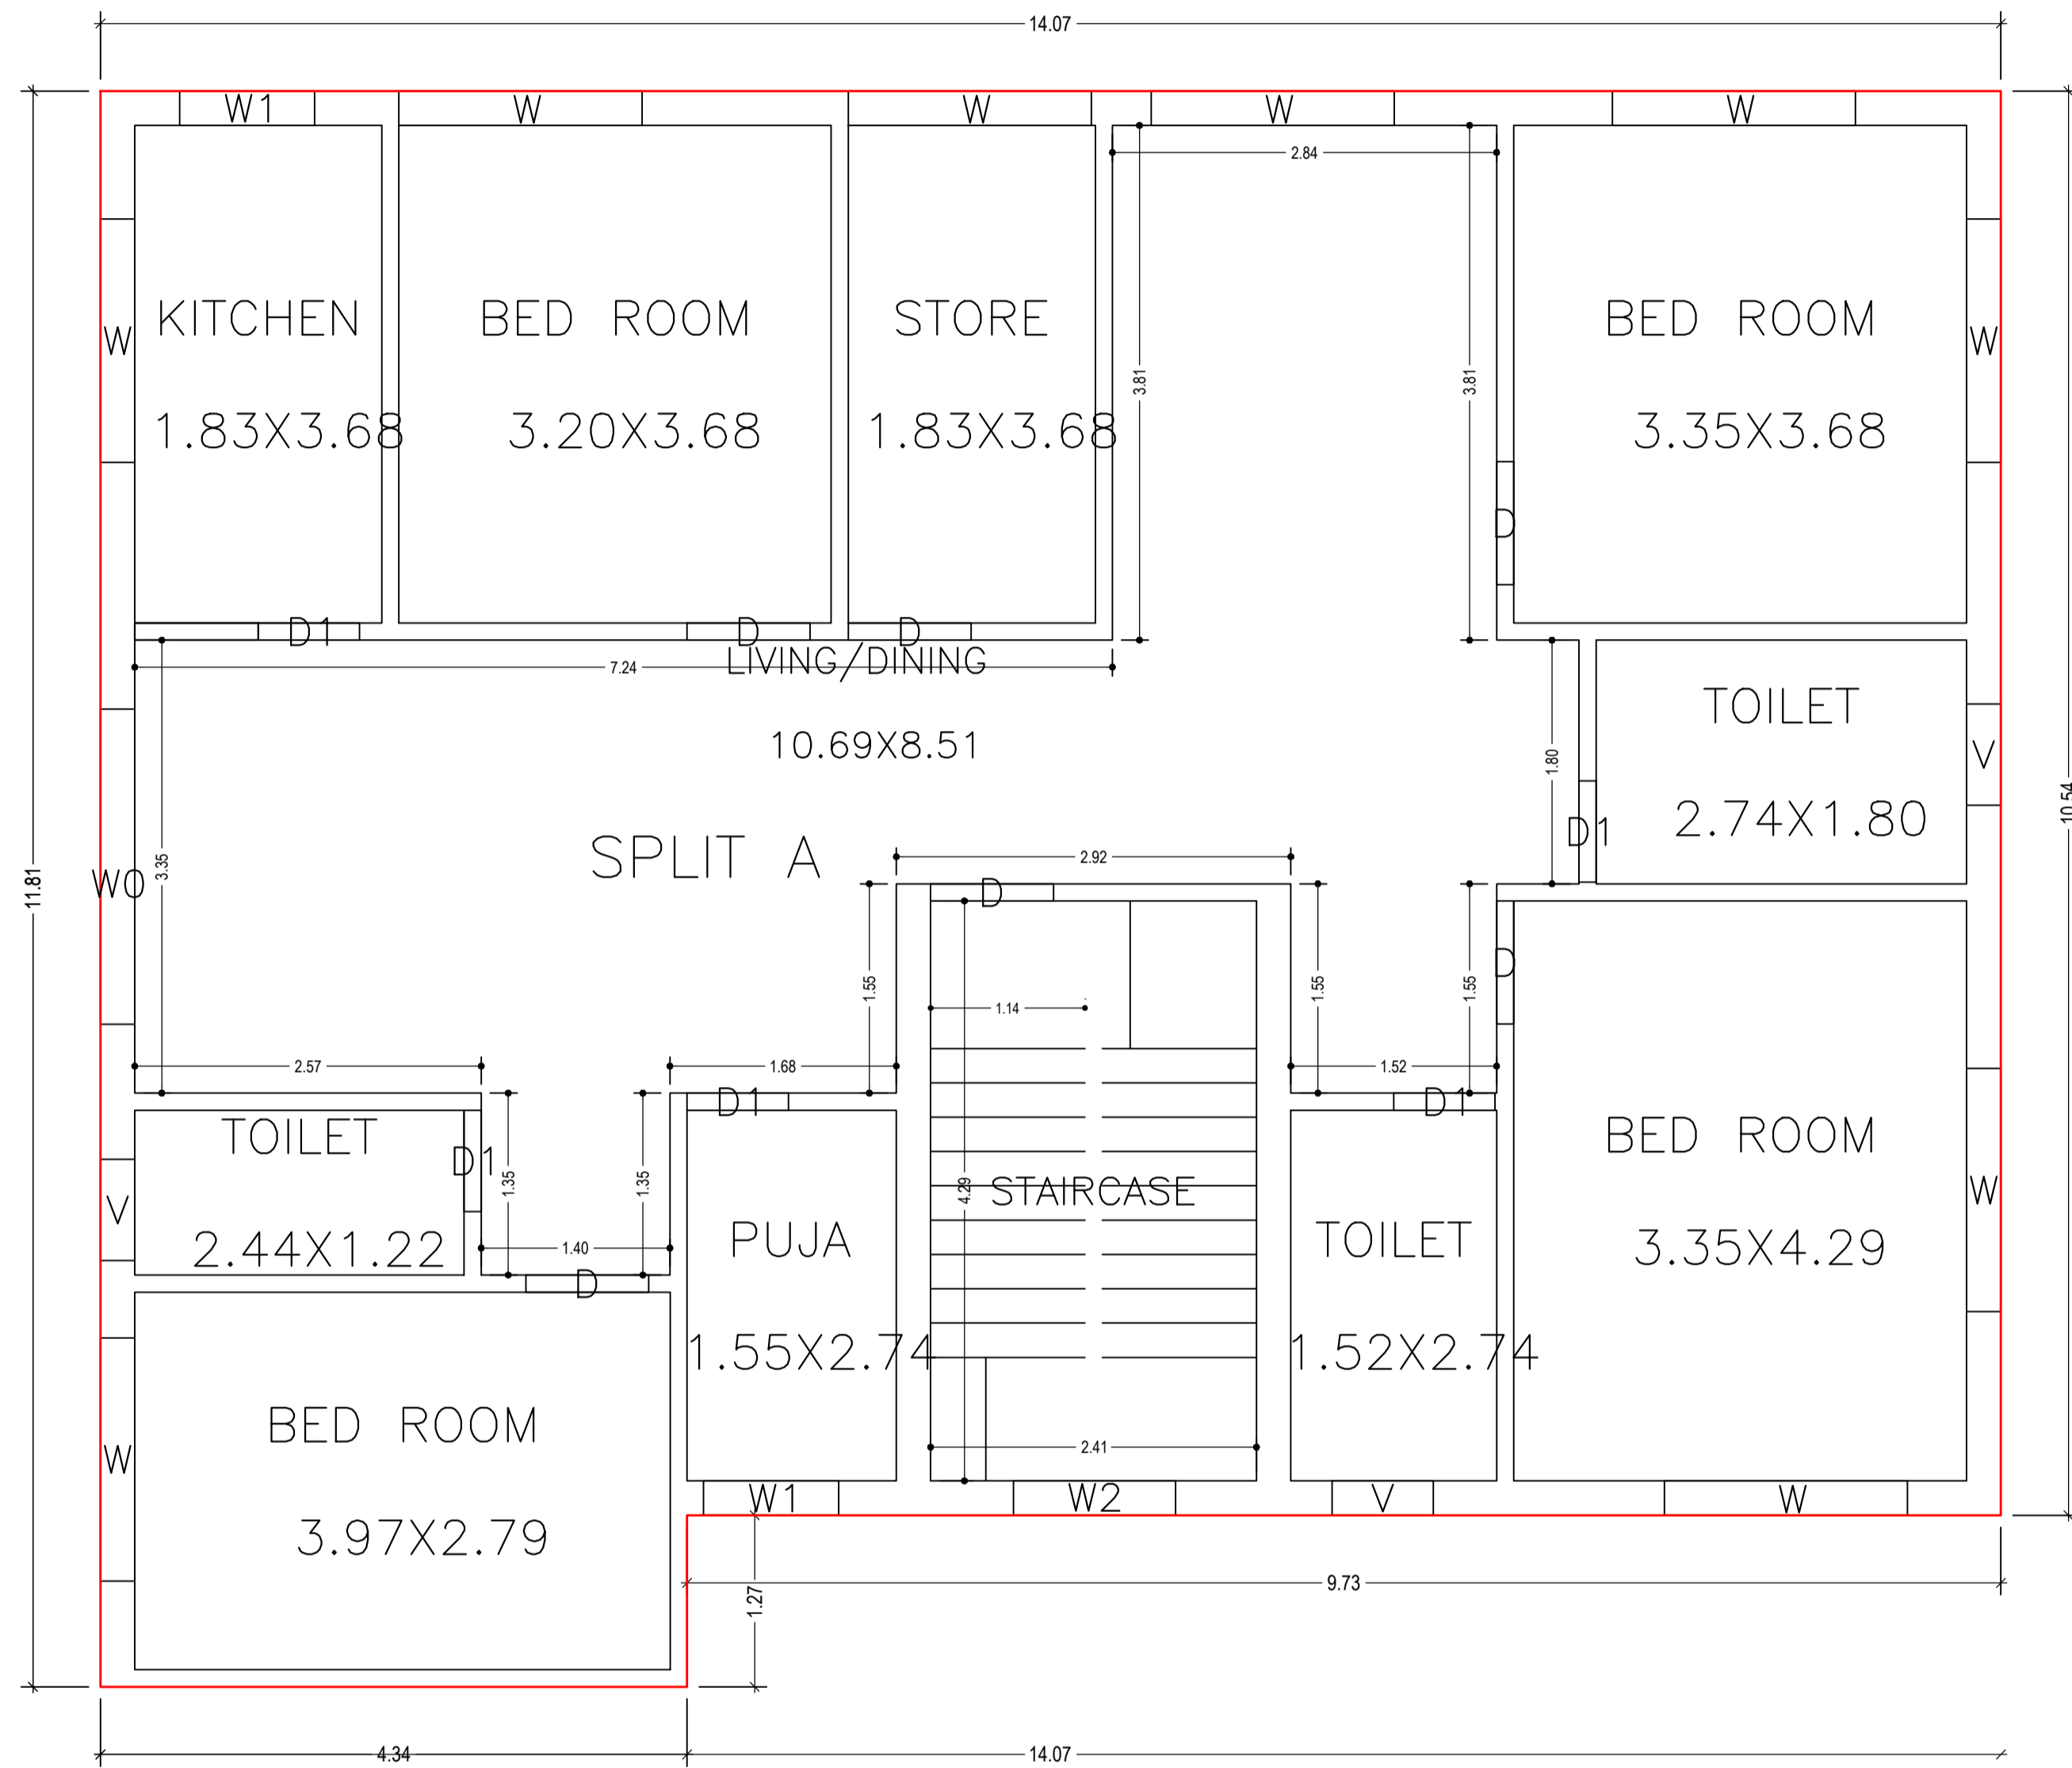 14.07
W1
W
W
W
W
2.84
KITCHEN
BED ROOM
STORE
BED ROOM
W
W
3.81
3.81
1.83X3.68
3.20X3.68
1.83X3.68
3.35X3.68
D
D1
D
D
LIVING/DINING
7.24
TOILET
10.69X8.51
1.80
V
10.54
2.74X1.80
D1
SPLIT A
2.92
3.35
11.81
W0
D
D
1.55
1.55
1.55
1.14
2.57
1.68
1.52
D1
D1
TOILET
BED ROOM
D1
1.35
1.35
4.29
STAIRCASE
W
V
PUJA
TOILET
2.44X1.22
1.40
3.35X4.29
D
1.55X2.74
1.52X2.74
BED ROOM
2.41
W
W1
W2
V
W
3.97X2.79
9.73
1.27
4.34
14.07